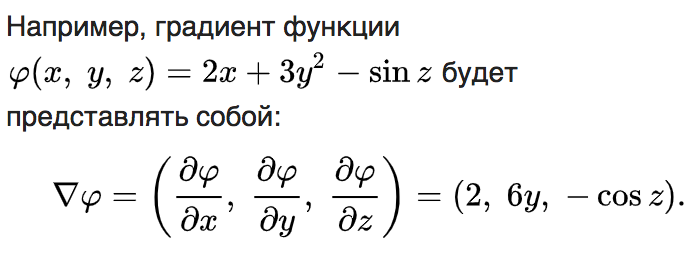 Например, градиент функции
φ(x, y, z) = 2x + 3y² − sin z будет
представлять собой:
∇φ = (∂φ/∂x, ∂φ/∂y, ∂φ/∂z) = (2, 6y, − cos z).